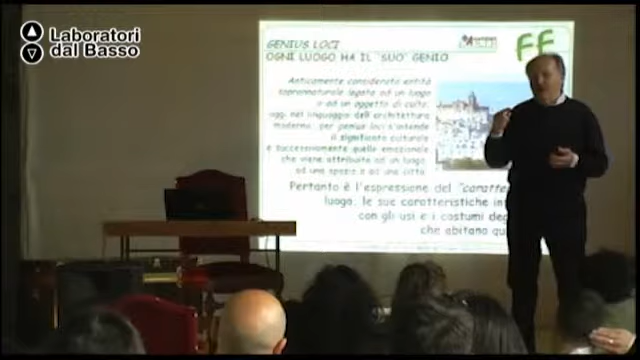 Laboratori
dal Basso
GENIUS LOCI
OGNI LUOGO HA IL "SUO" GENIO
FF
Anticamente considerato entità
soprannaturale legata ad un luogo
o ad un oggetto di culto,
oggi nel linguaggio dell'architettura
moderna, per genius loci s'intende
il significato culturale
e successivamente quello emozionale
che viene attribuito ad un luogo,
ad uno spazio o ad una città.
Pertanto è l'espressione del "caratte
luogo, le sue caratteristiche in
con gli usi e i costumi deg
che abitano qu